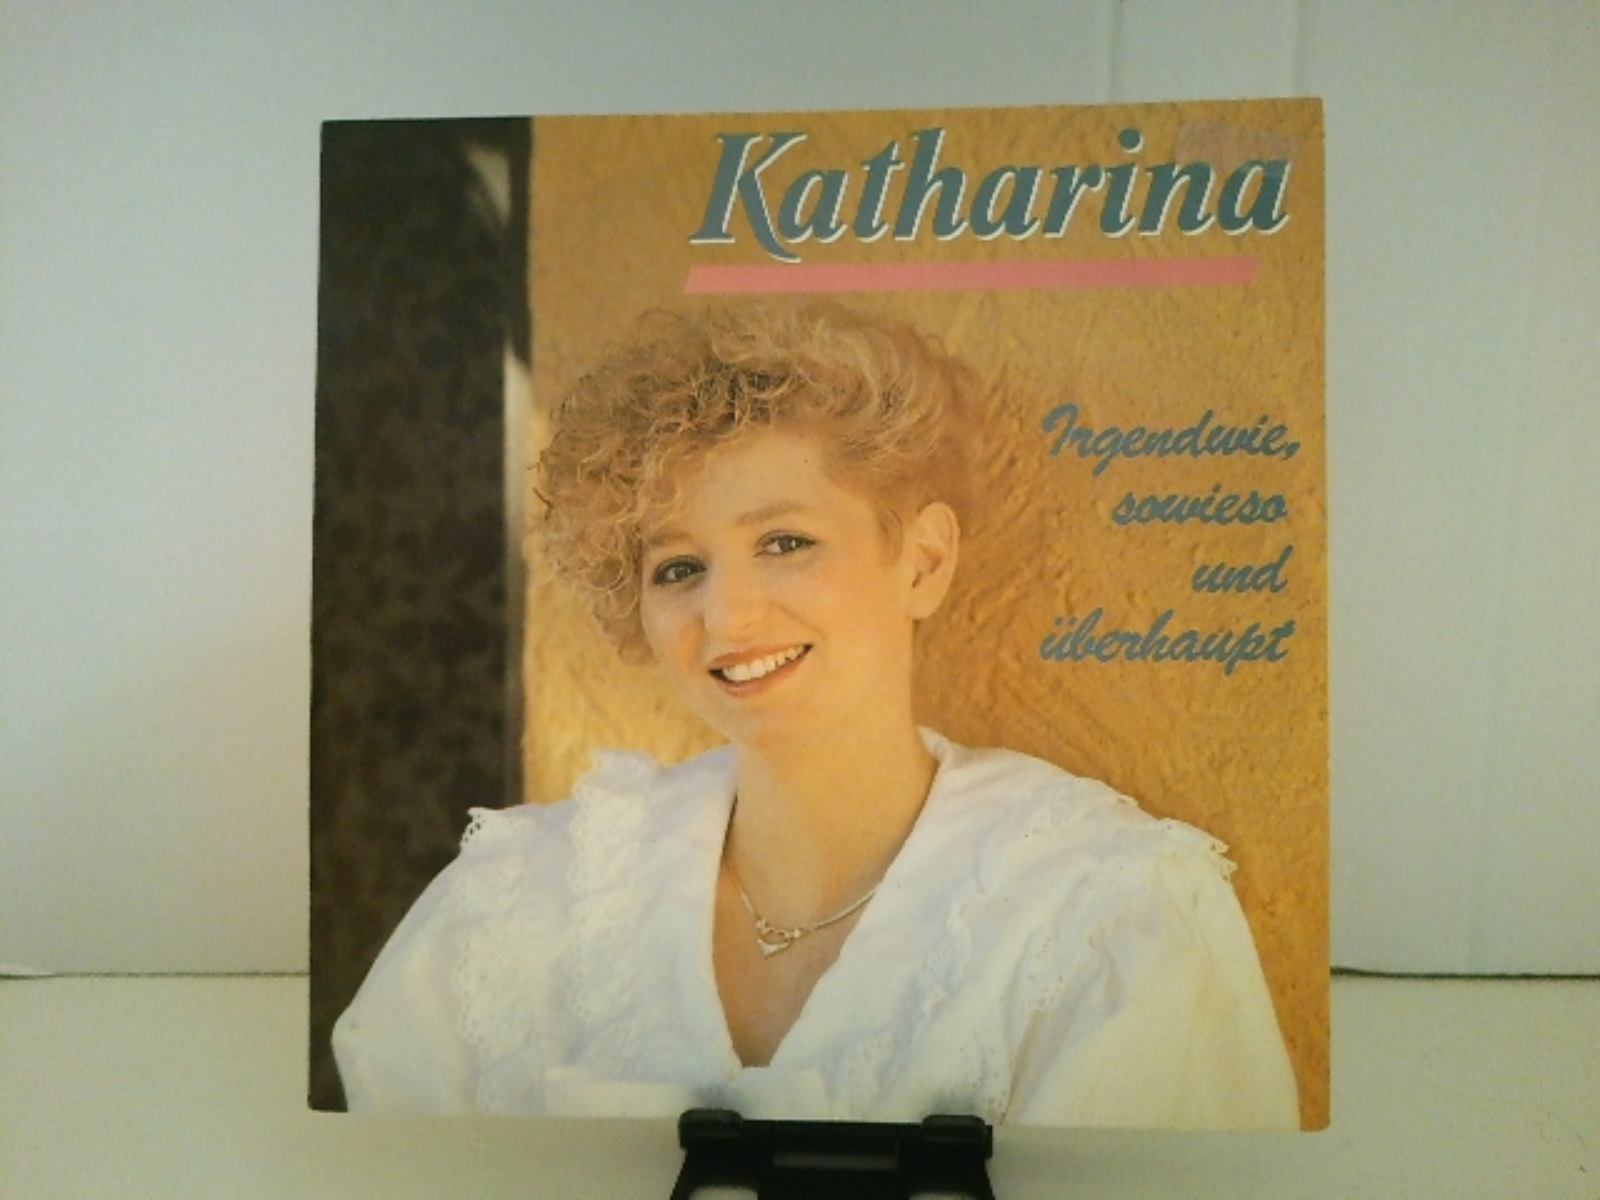 Katharina
Irgendwie,
sowieso
und
überhaupt